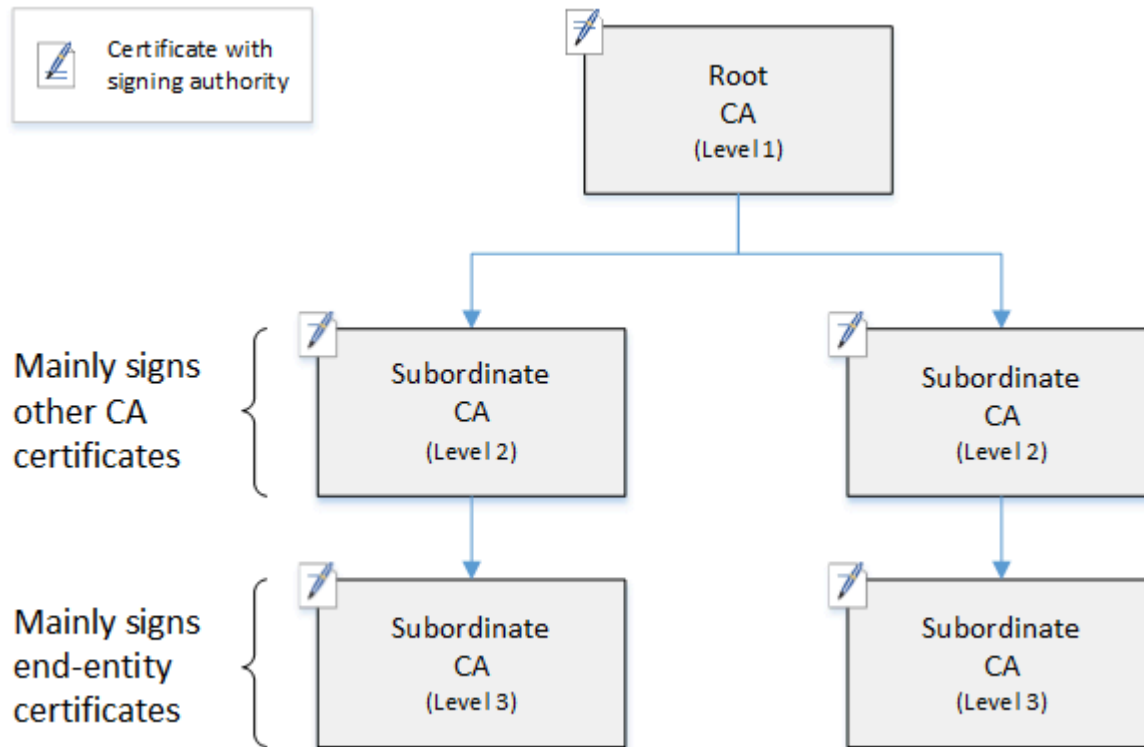 Certificate with
signing authority
Root
CA
(Level 1)
Mainly signs
other CA
certificates
Subordinate
CA
(Level 2)
Subordinate
CA
(Level 2)
Mainly signs
end-entity
certificates
Subordinate
CA
(Level 3)
Subordinate
CA
(Level 3)